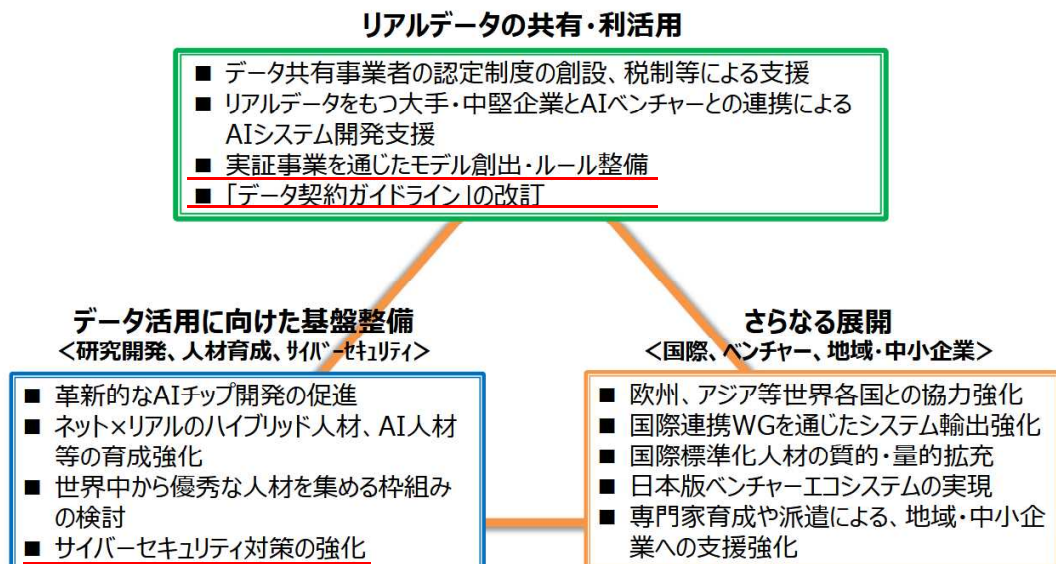 リアルデータの共有・利活用
■ データ共有事業者の認定制度の創設、税制等による支援
■ リアルデータをもつ大手・中堅企業とAIベンチャーとの連携による
AIシステム開発支援
■ 実証事業を通じたモデル創出・ルール整備
■ 「データ契約ガイドライン」の改訂
データ活用に向けた基盤整備
＜研究開発、人材育成、サイバーセキュリティ＞
■ 革新的なAIチップ開発の促進
■ ネット×リアルのハイブリッド人材、AI人材
等の育成強化
■ 世界中から優秀な人材を集める枠組み
の検討
■ サイバーセキュリティ対策の強化
さらなる展開
＜国際、ベンチャー、地域・中小企業＞
■ 欧州、アジア等世界各国との協力強化
■ 国際連携WGを通じたシステム輸出強化
■ 国際標準化人材の質的・量的拡充
■ 日本版ベンチャーエコシステムの実現
■ 専門家育成や派遣による、地域・中小企
業への支援強化